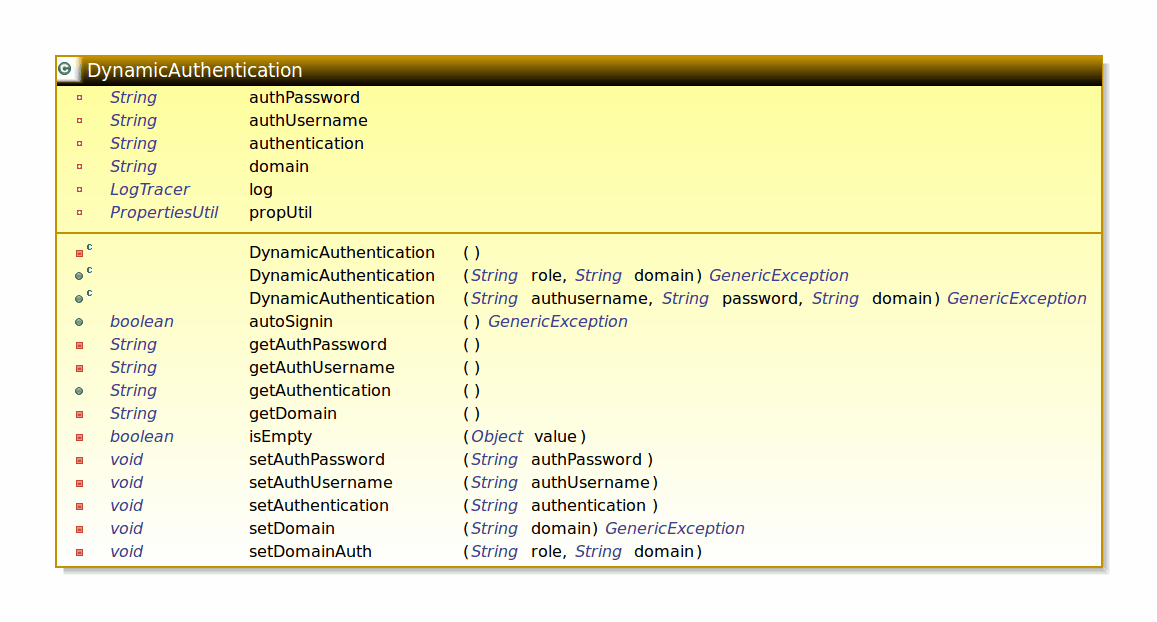 DynamicAuthentication
String authPassword
String authUsername
String authentication
String domain
LogTracer log
PropertiesUtil propUtil
c DynamicAuthentication ( )
c DynamicAuthentication (String role, String domain) GenericException
c DynamicAuthentication (String authusername, String password, String domain) GenericException
boolean autoSignin ( ) GenericException
String getAuthPassword ( )
String getAuthUsername ( )
String getAuthentication ( )
String getDomain ( )
boolean isEmpty (Object value )
void setAuthPassword (String authPassword )
void setAuthUsername (String authUsername)
void setAuthentication (String authentication )
void setDomain (String domain) GenericException
void setDomainAuth (String role, String domain)